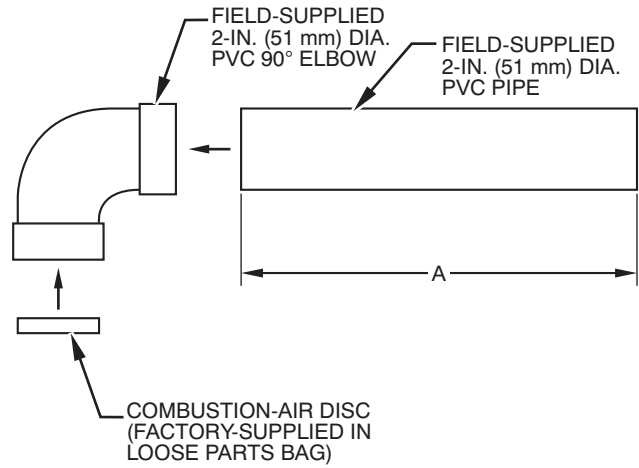 FIELD-SUPPLIED
2-IN. (51 mm) DIA.
PVC 90° ELBOW
FIELD-SUPPLIED
2-IN. (51 mm) DIA.
PVC PIPE
A
COMBUSTION-AIR DISC
(FACTORY-SUPPLIED IN
LOOSE PARTS BAG)